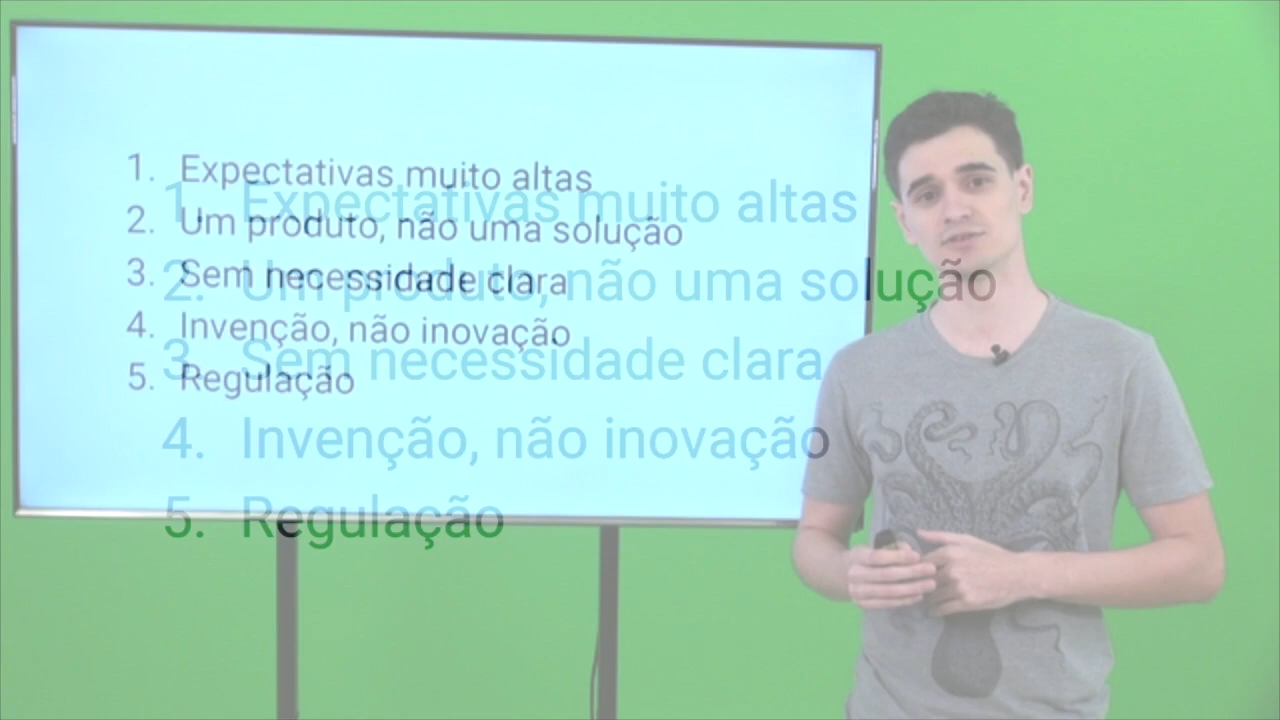 1. Expectativas muito altas
2. Um produto, não uma solução
3. Sem necessidade clara
4. Invenção, não inovação
5. Regulação
1. Expectativas muito altas
2. Um produto, não uma solução
3. Sem necessidade clara
4. Invenção, não inovação
5. Regulação